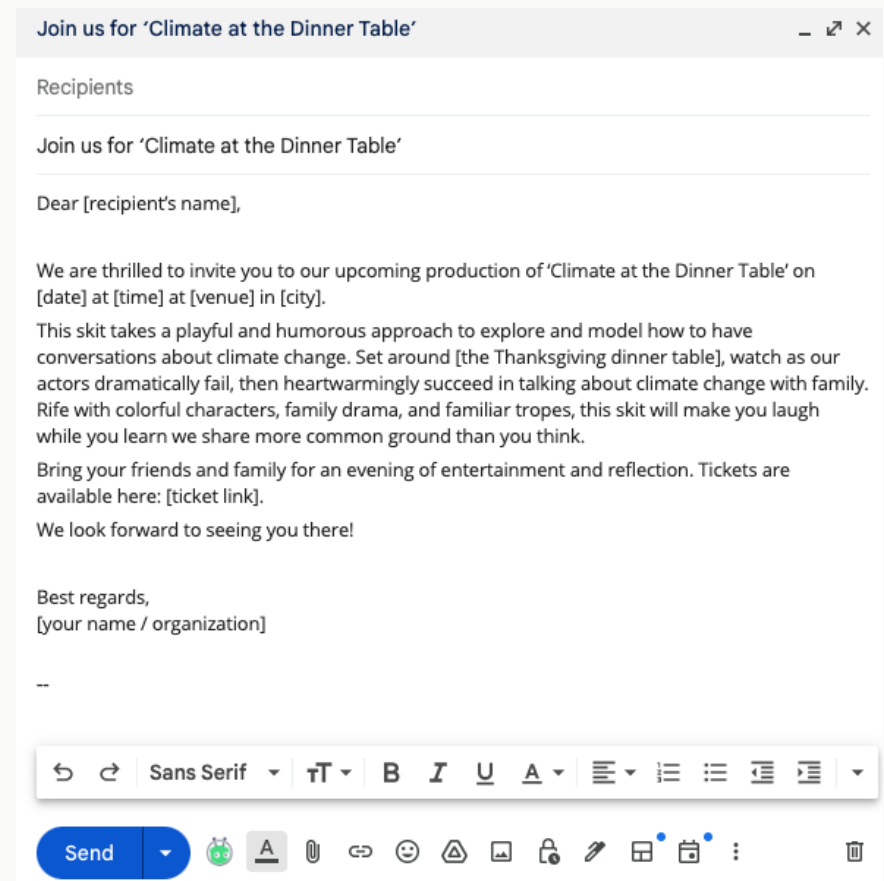 Join us for ‘Climate at the Dinner Table’
Recipients
Join us for ‘Climate at the Dinner Table’
Dear [recipient’s name],
We are thrilled to invite you to our upcoming production of ‘Climate at the Dinner Table’ on
[date] at [time] at [venue] in [city].
This skit takes a playful and humorous approach to explore and model how to have
conversations about climate change. Set around [the Thanksgiving dinner table], watch as our
actors dramatically fail, then heartwarmingly succeed in talking about climate change with family.
Rife with colorful characters, family drama, and familiar tropes, this skit will make you laugh
while you learn we share more common ground than you think.
Bring your friends and family for an evening of entertainment and reflection. Tickets are
available here: [ticket link].
We look forward to seeing you there!
Best regards,
[your name / organization]
--
Sans Serif
Send